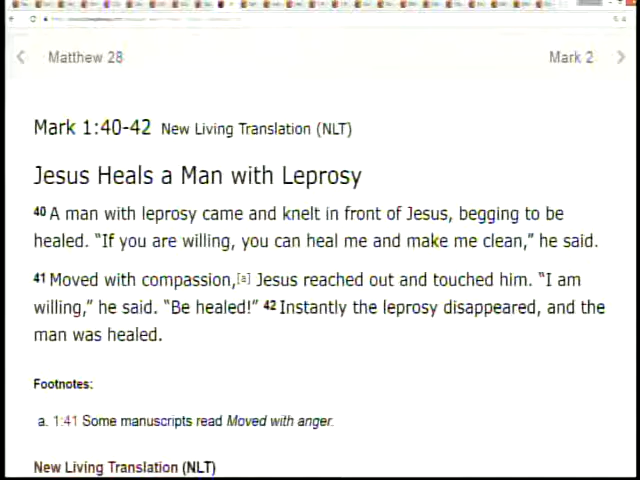 Matthew 28
Mark 2
Mark 1:40-42 New Living Translation (NLT)
Jesus Heals a Man with Leprosy
40 A man with leprosy came and knelt in front of Jesus, begging to be
healed. “If you are willing, you can heal me and make me clean,” he said.
41 Moved with compassion,[a] Jesus reached out and touched him. “I am
willing,” he said. “Be healed!” 42 Instantly the leprosy disappeared, and the
man was healed.
Footnotes:
a. 1:41 Some manuscripts read Moved with anger.
New Living Translation (NLT)